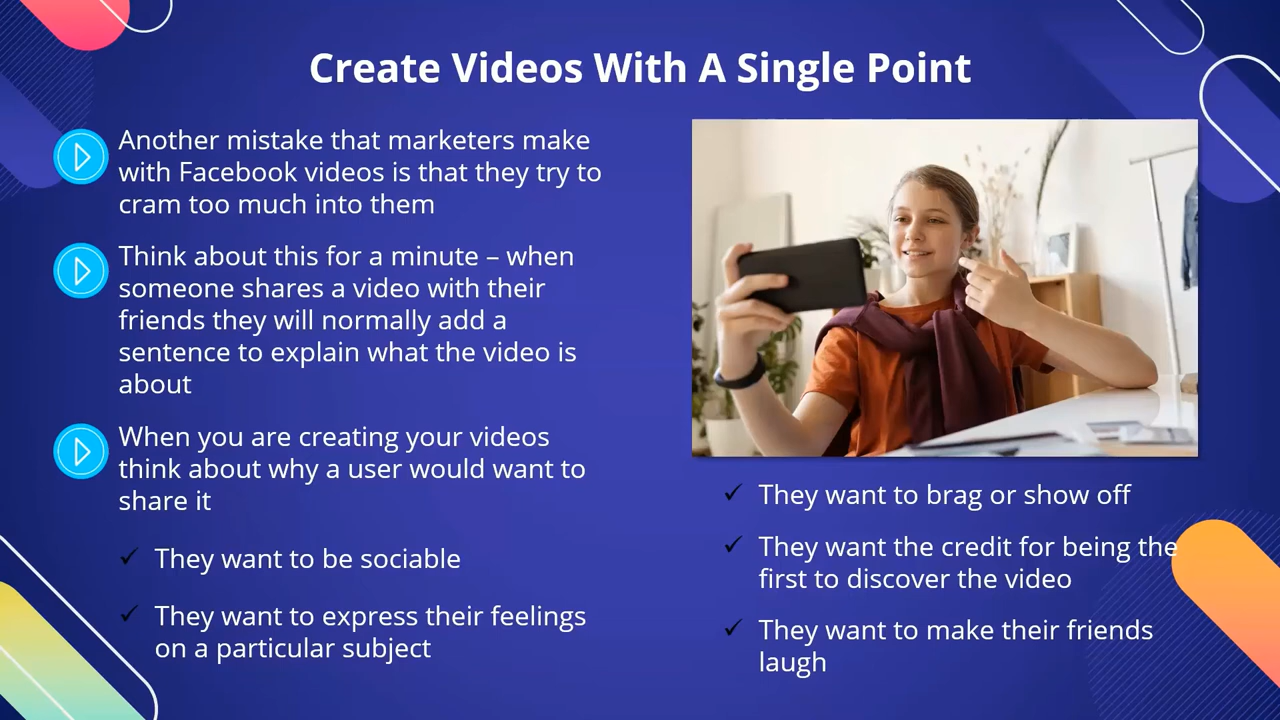 Create Videos With A Single Point
Another mistake that marketers make
with Facebook videos is that they try to
cram too much into them
Think about this for a minute – when
someone shares a video with their
friends they will normally add a
sentence to explain what the video is
about
When you are creating your videos
think about why a user would want to
share it
They want to be sociable
They want to express their feelings
on a particular subject
They want to brag or show off
They want the credit for being the
first to discover the video
They want to make their friends
laugh